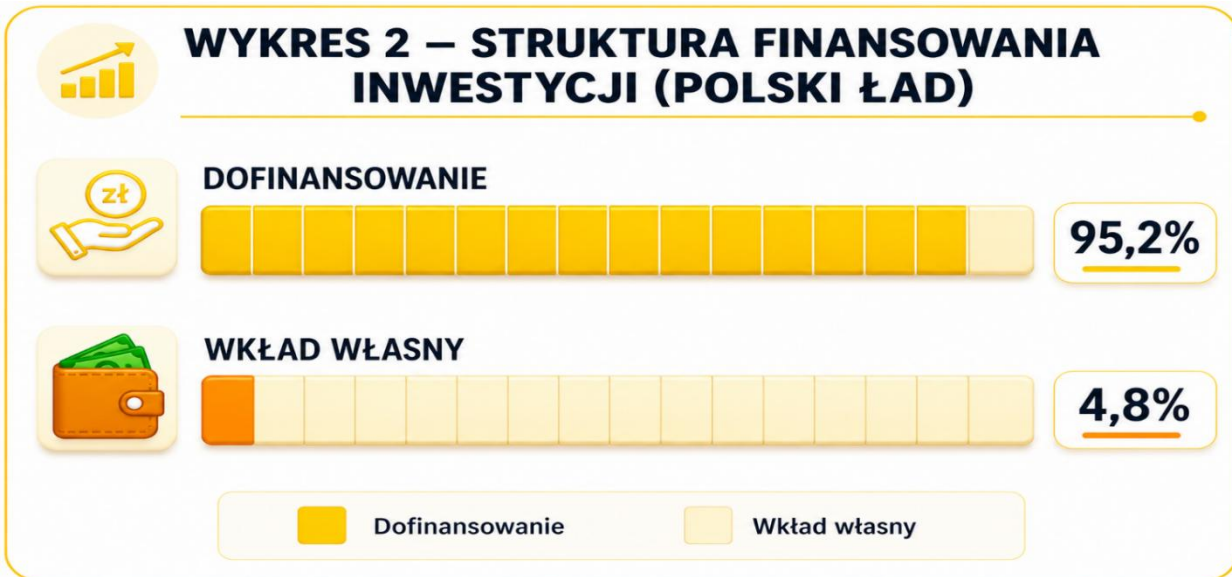 WYKRES 2 – STRUKTURA FINANSOWANIA
INWESTYCJI (POLSKI ŁAD)
zł
DOFINANSOWANIE
95,2%
WKŁAD WŁASNY
4,8%
Dofinansowanie
Wkład własny